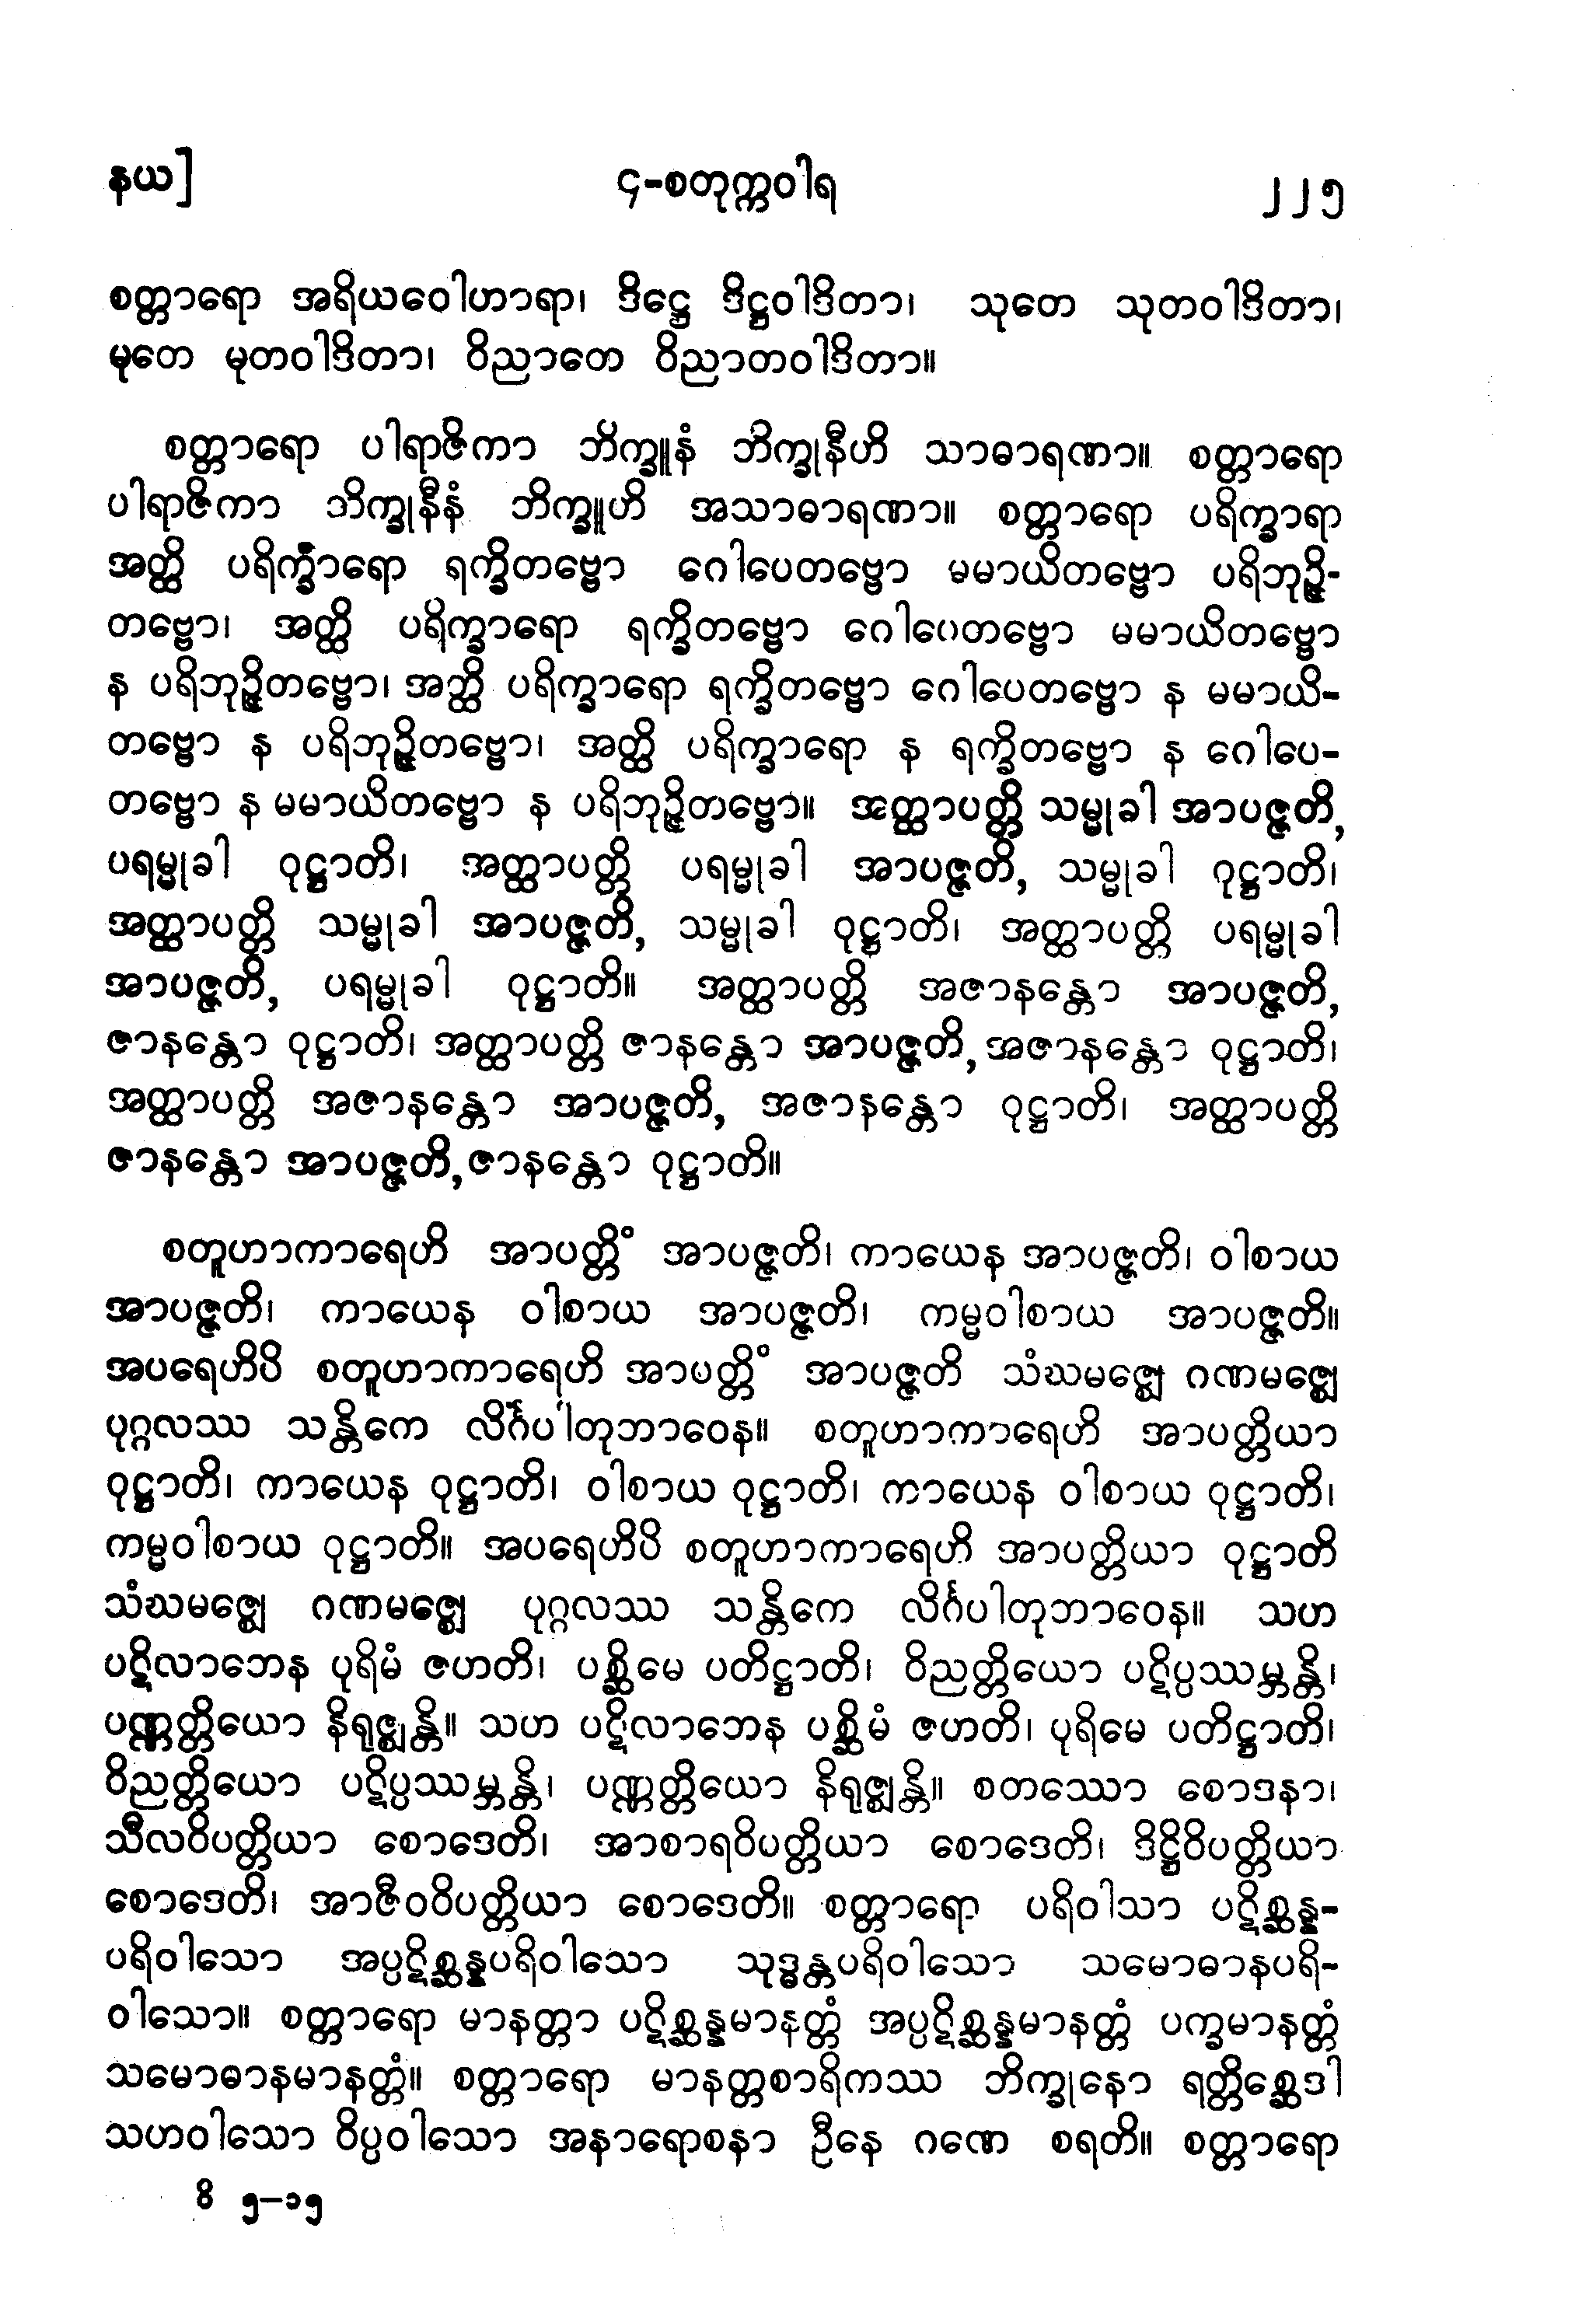 နယ]
၄-စတုက္ကဝါရ
၂၂၅
စတ္တာရော အရိယဝေါဟာရာ၊ ဒိဋ္ဌေ ဒိဋ္ဌဝါဒိတာ၊ သုတေ သုတဝါဒိတာ၊
မုတေ မုတဝါဒိတာ၊ ဝိညာတေ ဝိညာတဝါဒိတာ။
စတ္တာရော ပါရာဇိကာ ဘိက္ခူနံ ဘိက္ခုနီဟိ သာဓာရဏာ။ စတ္တာရော
ပါရာဇိကာ ဘိက္ခုနီနံ ဘိက္ခူဟိ အသာဓာရဏာ။ စတ္တာရော ပရိက္ခာရာ
အတ္ထိ ပရိက္ခာရော ရက္ခိတဗ္ဗော ဂေါပေတဗ္ဗော မမာယိတဗ္ဗော ပရိဘုဉ္ဇိ-
တဗ္ဗော၊ အတ္ထိ ပရိက္ခာရော ရက္ခိတဗ္ဗော ဂေါပေတဗ္ဗော မမာယိတဗ္ဗော
န ပရိဘုဉ္ဇိတဗ္ဗော၊ အတ္ထိ ပရိက္ခာရော ရက္ခိတဗ္ဗော ဂေါပေတဗ္ဗော န မမာယိ-
တဗ္ဗော န ပရိဘုဉ္ဇိတဗ္ဗော၊ အတ္ထိ ပရိက္ခာရော န ရက္ခိတဗ္ဗော န ဂေါပေ-
တဗ္ဗော န မမာယိတဗ္ဗော န ပရိဘုဉ္ဇိတဗ္ဗော။ အတ္ထာပတ္တိ သမ္မုခါ အာပဇ္ဇတိ,
ပရမ္မုခါ ဝုဋ္ဌာတိ၊ အတ္ထာပတ္တိ ပရမ္မုခါ အာပဇ္ဇတိ, သမ္မုခါ ဝုဋ္ဌာတိ၊
အတ္ထာပတ္တိ သမ္မုခါ အာပဇ္ဇတိ, သမ္မုခါ ဝုဋ္ဌာတိ၊ အတ္ထာပတ္တိ ပရမ္မုခါ
အာပဇ္ဇတိ, ပရမ္မုခါ ဝုဋ္ဌာတိ။ အတ္ထာပတ္တိ အဇာနန္တော အာပဇ္ဇတိ,
ဇာနန္တော ဝုဋ္ဌာတိ၊ အတ္ထာပတ္တိ ဇာနန္တော အာပဇ္ဇတိ, အဇာနန္တော ဝုဋ္ဌာတိ၊
အတ္ထာပတ္တိ အဇာနန္တော အာပဇ္ဇတိ, အဇာနန္တော ဝုဋ္ဌာတိ၊ အတ္ထာပတ္တိ
ဇာနန္တော အာပဇ္ဇတိ, ဇာနန္တော ဝုဋ္ဌာတိ။
စတူဟာကာရေဟိ အာပတ္တိံ အာပဇ္ဇတိ၊ ကာယေန အာပဇ္ဇတိ၊ ဝါစာယ
အာပဇ္ဇတိ၊ ကာယေန ဝါစာယ အာပဇ္ဇတိ၊ ကမ္မဝါစာယ အာပဇ္ဇတိ။
အပရေဟိပိ စတူဟာကာရေဟိ အာပတ္တိံ အာပဇ္ဇတိ သံဃမဇ္ဈေ ဂဏမဇ္ဈေ
ပုဂ္ဂလဿ သန္တိကေ လိင်္ဂပါတုဘာဝေန။ စတူဟာကာရေဟိ အာပတ္တိယာ
ဝုဋ္ဌာတိ၊ ကာယေန ဝုဋ္ဌာတိ၊ ဝါစာယ ဝုဋ္ဌာတိ၊ ကာယေန ဝါစာယ ဝုဋ္ဌာတိ၊
ကမ္မဝါစာယ ဝုဋ္ဌာတိ။ အပရေဟိပိ စတူဟာကာရေဟိ အာပတ္တိယာ ဝုဋ္ဌာတိ
သံဃမဇ္ဈေ ဂဏမဇ္ဈေ ပုဂ္ဂလဿ သန္တိကေ လိင်္ဂပါတုဘာဝေန။ သဟ
ပဋိလာဘေန ပုရိမံ ဇဟတိ၊ ပစ္ဆိမေ ပတိဋ္ဌာတိ၊ ဝိညတ္တိယော ပဋိပ္ပဿမ္ဘန္တိ၊
ပဏ္ဏတ္တိယော နိရုဇ္ဈန္တိ။ သဟ ပဋိလာဘေန ပစ္ဆိမံ ဇဟတိ၊ ပုရိမေ ပတိဋ္ဌာတိ၊
ဝိညတ္တိယော ပဋိပ္ပဿမ္ဘန္တိ၊ ပဏ္ဏတ္တိယော နိရုဇ္ဈန္တိ။ စတဿော စောဒနာ၊
သီလဝိပတ္တိယာ စောဒေတိ၊ အာစာရဝိပတ္တိယာ စောဒေတိ၊ ဒိဋ္ဌိဝိပတ္တိယာ
စောဒေတိ၊ အာဇီဝဝိပတ္တိယာ စောဒေတိ။ စတ္တာရော ပရိဝါသာ ပဋိစ္ဆန္န-
ပရိဝါသော အပ္ပဋိစ္ဆန္နပရိဝါသော သုဒ္ဓန္တပရိဝါသော သမောဓာနပရိ-
ဝါသော။ စတ္တာရော မာနတ္တာ ပဋိစ္ဆန္နမာနတ္တံ အပ္ပဋိစ္ဆန္နမာနတ္တံ ပက္ခမာနတ္တံ
သမောဓာနမာနတ္တံ။ စတ္တာရော မာနတ္တစာရိကဿ ဘိက္ခုနော ရတ္တိစ္ဆေဒါ
သဟဝါသော ဝိပ္ပဝါသော အနာရောစနာ ဦနေ ဂဏေ စရတိ။ စတ္တာရော
ဝိ ၅–၁၅